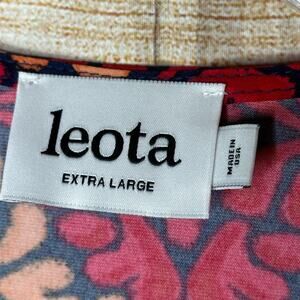 leota
EXTRA LARGE
MADE IN
USA